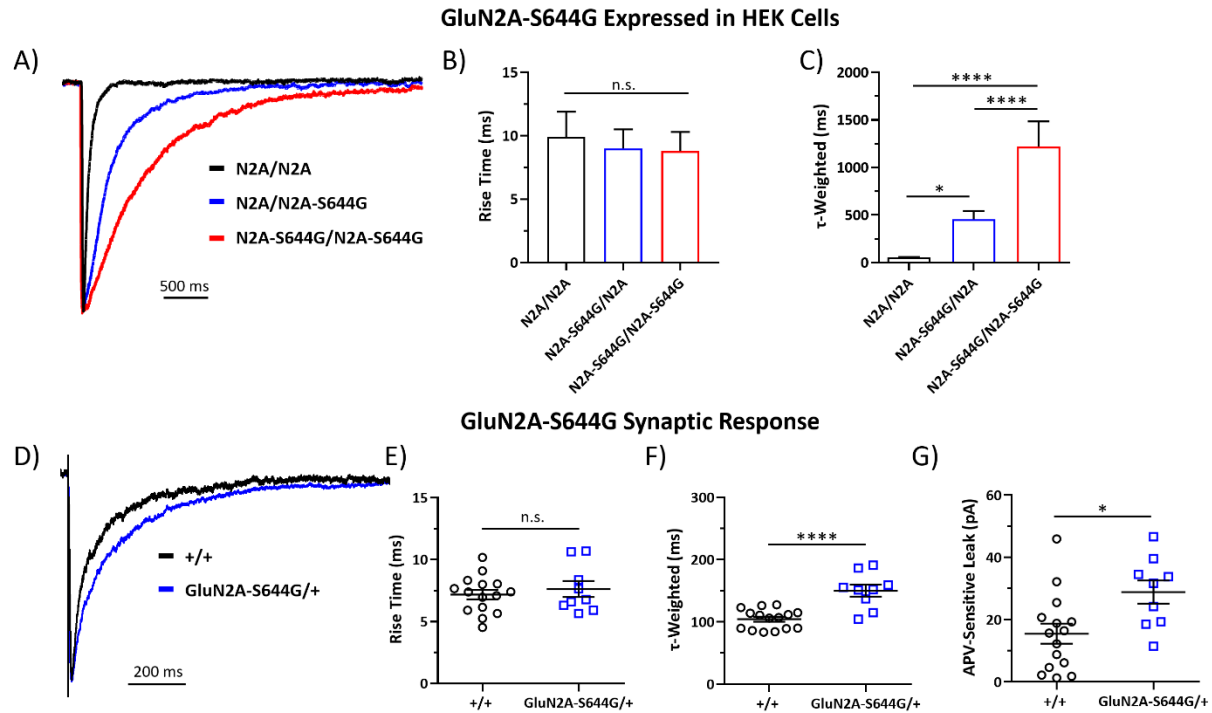 GluN2A-S644G Expressed in HEK Cells
A)
N2A/N2A
N2A/N2A-S644G
N2A-S644G/N2A-S644G
500 ms
B)
Rise Time (ms)
15
10
5
0
n.s.
N2A/N2A
N2A-S644G/N2A
N2A-S644G/N2A-S644G
C)
τ-Weighted (ms)
2000
1500
1000
500
0
****
****
*
N2A/N2A
N2A-S644G/N2A
N2A-S644G/N2A-S644G
GluN2A-S644G Synaptic Response
D)
+/+
GluN2A-S644G/+
200 ms
E)
Rise Time (ms)
15
10
5
0
n.s.
+/+
GluN2A-S644G/+
F)
τ-Weighted (ms)
300
200
150
100
0
****
+/+
GluN2A-S644G/+
G)
APV-Sensitive Leak (pA)
60
40
20
0
*
+/+
GluN2A-S644G/+